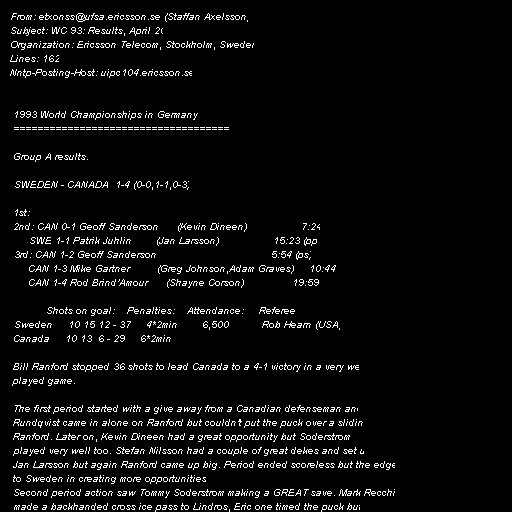 From: etxonss@ufsa.ericsson.se (Staffan Axelsson)
Subject: WC 93: Results, April 20
Organization: Ericsson Telecom, Stockholm, Sweden
Lines: 162
Nntp-Posting-Host: uipc104.ericsson.se
1993 World Championships in Germany
====================================
Group A results.
SWEDEN - CANADA 1-4 (0-0,1-1,0-3)
1st:
2nd: CAN 0-1 Geoff Sanderson (Kevin Dineen) 7:24
SWE 1-1 Patrik Juhlin (Jan Larsson) 15:23 (pp
3rd: CAN 1-2 Geoff Sanderson 5:54 (ps)
CAN 1-3 Mike Gartner (Greg Johnson,Adam Graves) 10:44
CAN 1-4 Rod Brind'Amour (Shayne Corson) 19:59
Shots on goal: Penalties: Attendance: Referee
Sweden 10 15 12 - 37 4*2min 6,500 Rob Hearn (USA)
Canada 10 13 6 - 29 6*2min
Bill Ranford stopped 36 shots to lead Canada to a 4-1 victory in a very we
played game.
The first period started with a give away from a Canadian defenseman an
Rundqvist came in alone on Ranford but couldn't put the puck over a slidin
Ranford. Later on, Kevin Dineen had a great opportunity but Soderstrom
played very well too. Stefan Nilsson had a couple of great dekes and set u
Jan Larsson but again Ranford came up big. Period ended scoreless but the edge
to Sweden in creating more opportunities
Second period action saw Tommy Soderstrom making a GREAT save. Mark Recchi
made a backhanded cross ice pass to Lindros, Eric one timed the puck but